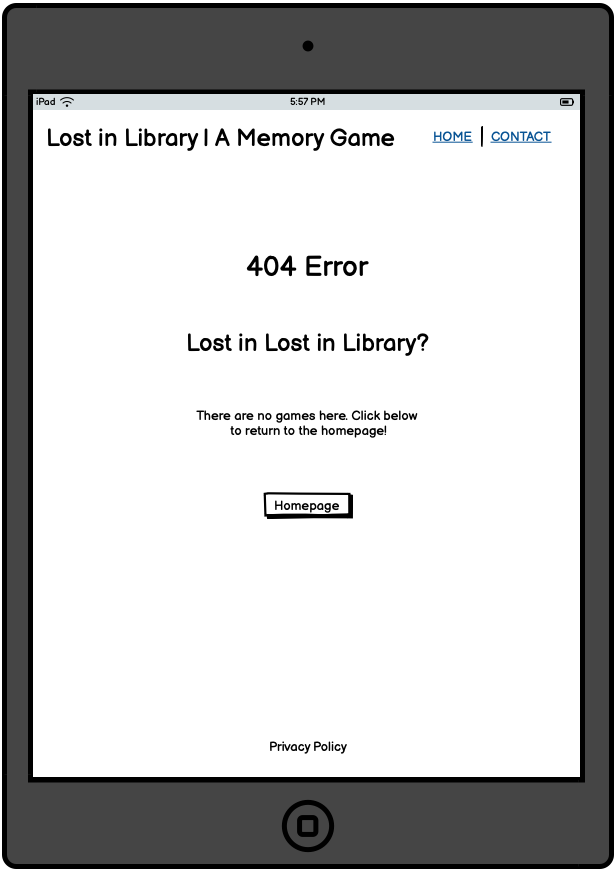 iPad 5:57 PM
Lost in Library | A Memory Game HOME | CONTACT
404 Error
Lost in Lost in Library?
There are no games here. Click below
to return to the homepage!
Homepage
Privacy Policy